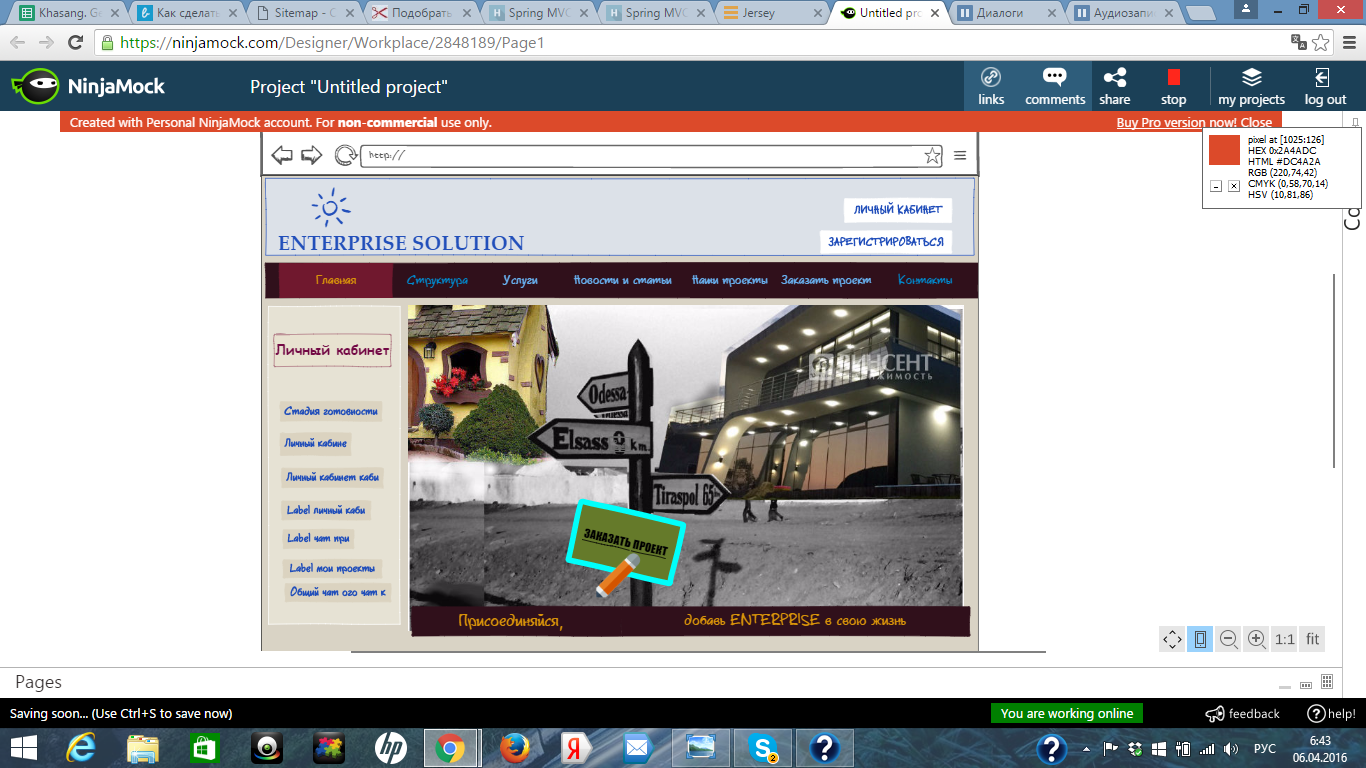 Khasang. Ge
Как сделать
Sitemap - С
Подобрать
Spring MVC
Spring MVC
Jersey
Untitled pro
Диалоги
Аудиозапи
https://ninjamock.com/Designer/Workplace/2848189/Page1
NinjaMock
Project "Untitled project"
links
comments
share
stop
my projects
log out
Created with Personal NinjaMock account. For non-commercial use only.
Buy Pro version now! Close
pixel at [1025:126]
HEX 0x2A4ADC
HTML #DC4A2A
RGB (220,74,42)
CMYK (0,58,70,14)
HSV (10,81,86)
Co
http://
ENTERPRISE SOLUTION
ЛИЧНЫЙ КАБИНЕТ
ЗАРЕГИСТРИРОВАТЬСЯ
Главная
Структура
Услуги
Новости и статьи
Наши проекты
Заказать проект
Контакты
Личный кабинет
Стадия готовности
Личный кабине
Личный кабинет каби
Label личный каби
Label чат при
Label мои проекты
Общий чат ого чат к
Odessa
Elsass 0 km.
Tiraspol 65
ВИНСЕНТ
НЕДВИЖИМОСТЬ
ЗАКАЗАТЬ ПРОЕКТ
Присоединяйся,
добавь ENTERPRISE в свою жизнь
1:1
fit
Pages
Saving soon... (Use Ctrl+S to save now)
You are working online
feedback
help!
hp
Я
2
РУС
6:43
06.04.2016